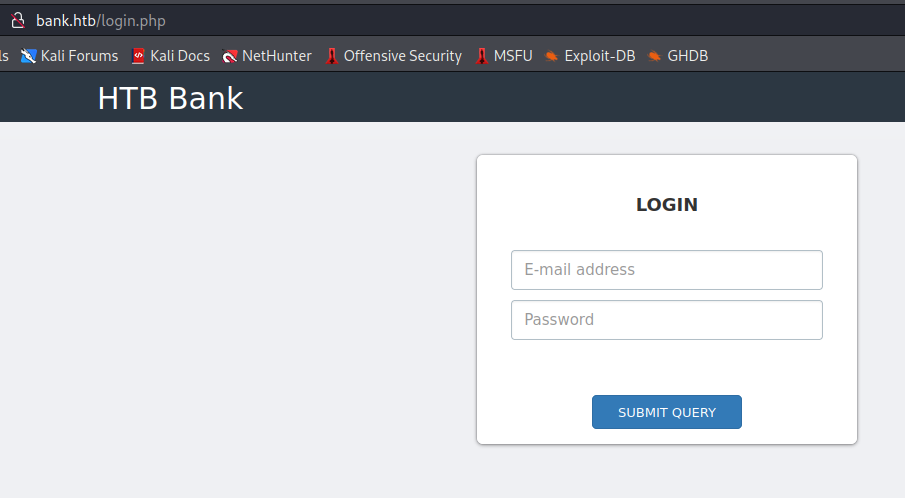 bank.htb/login.php
ls Kali Forums Kali Docs NetHunter Offensive Security MSFU Exploit-DB GHDB
HTB Bank
LOGIN
E-mail address
Password
SUBMIT QUERY